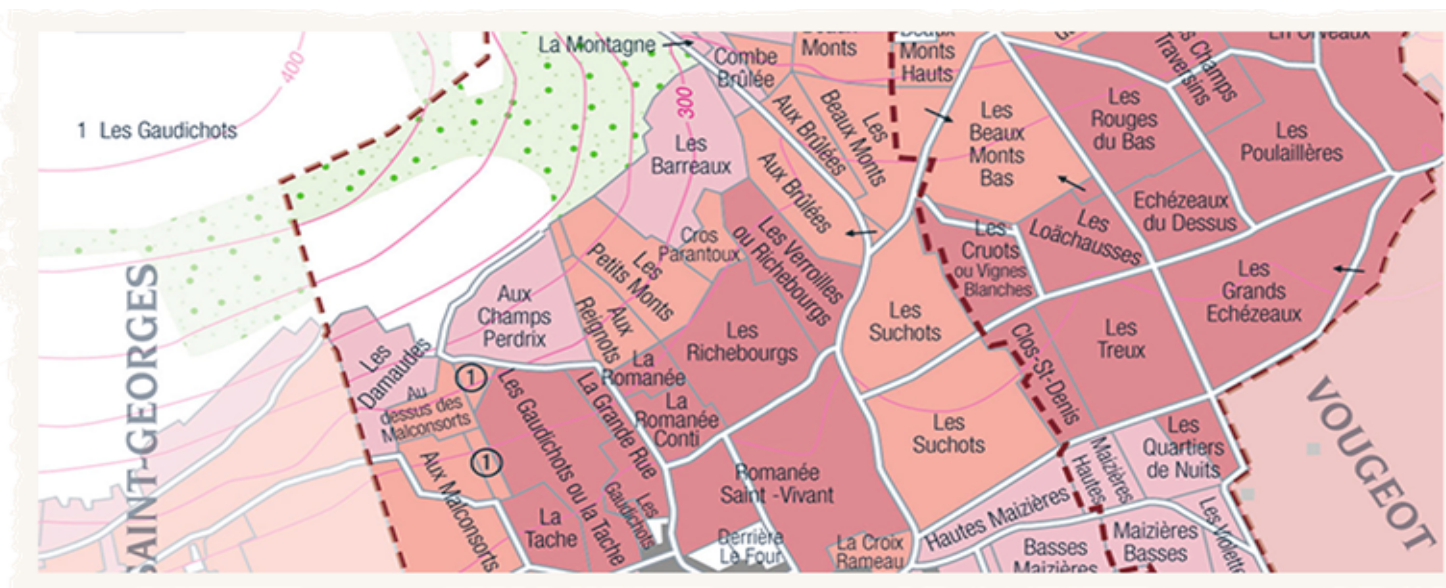 La Montagne
Combe
Brûlée
Monts
Beaux
Monts
Hauts
Les Champs
Traversins
En Orveaux
400
300
1 Les Gaudichots
Les
Barreaux
Aux Brûlées
Les
Beaux Monts
Aux Brûlées
Les
Beaux
Monts
Bas
Les
Rouges
du Bas
Les
Poulaillères
Echézeaux
du Dessus
Les
Loächausses
Les
Cruots
ou Vignes
Blanches
Les
Grands
Echézeaux
Cros
Parantoux
Les Verroilles
ou Richebourgs
Les
Petits Monts
Aux
Reignots
Aux
Champs
Perdrix
Les
Suchots
Les
Richebourgs
Clos-St-Denis
Les
Treux
SAINT-GEORGES
Les
Damaudes
1
Au
dessus des
Malconsorts
La
Romanée
La
Romanée
Conti
La Grande Rue
Les Gaudichots ou la Tache
Les
Suchots
1
Aux Malconsorts
La
Tache
Les
Gaudichots
Romanée
Saint -Vivant
Derrière
Le Four
La Croix
Rameau
Hautes Maizières
Maizières
Hautes
Les
Quartiers
de Nuits
Basses
Maizières
Maizières
Basses
Les Violettes
VOUGEOT